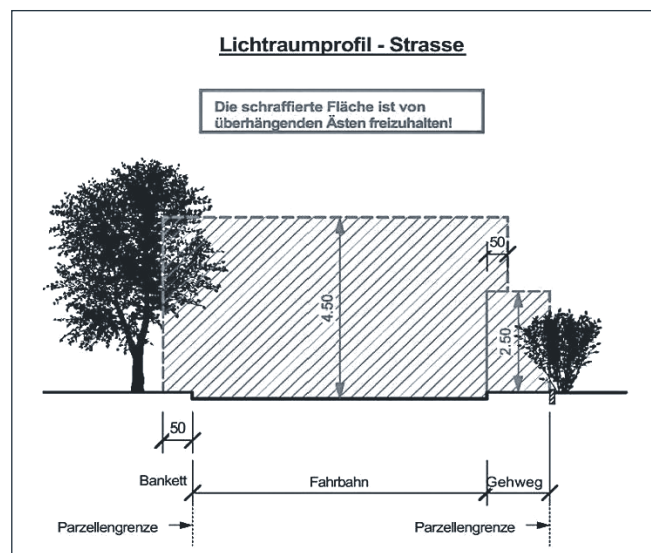 Lichtraumprofil - Strasse
Die schraffierte Fläche ist von
überhängenden Ästen freizuhalten!
50
4.50
2.50
50
Bankett
Fahrbahn
Gehweg
Parzellengrenze
Parzellengrenze